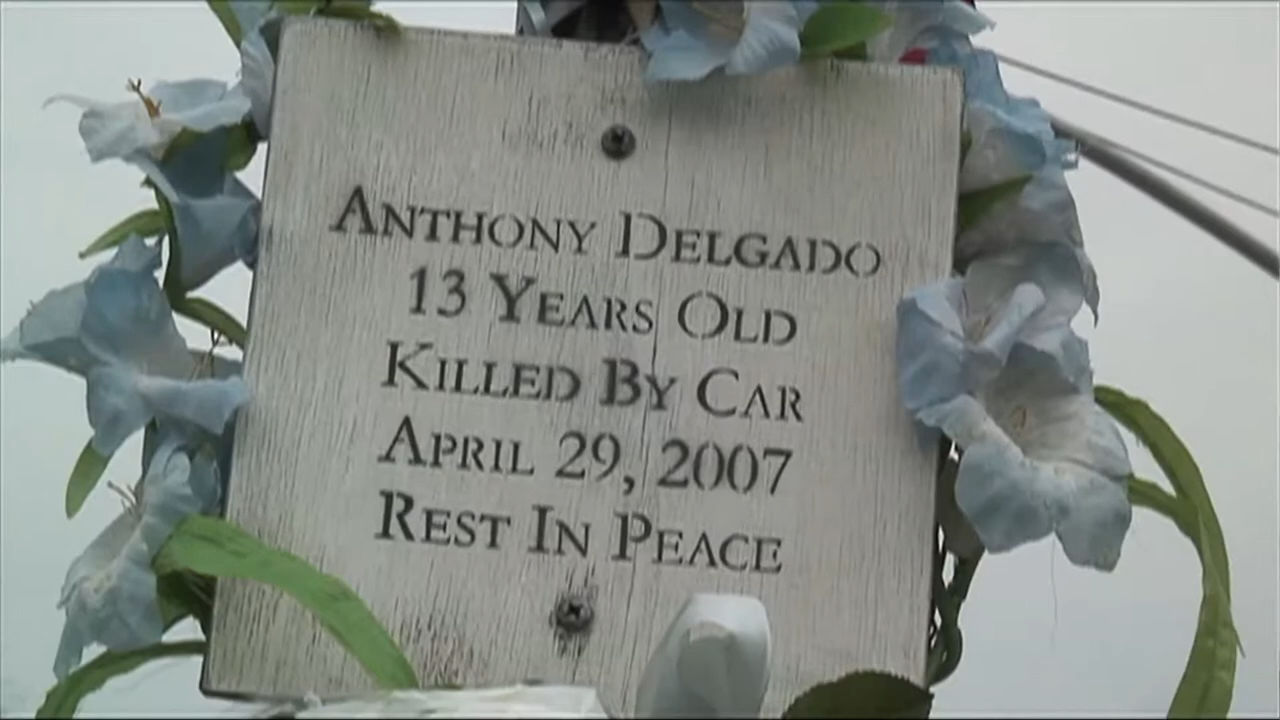 Anthony Delgado
13 Years Old
Killed By Car
April 29, 2007
Rest In Peace